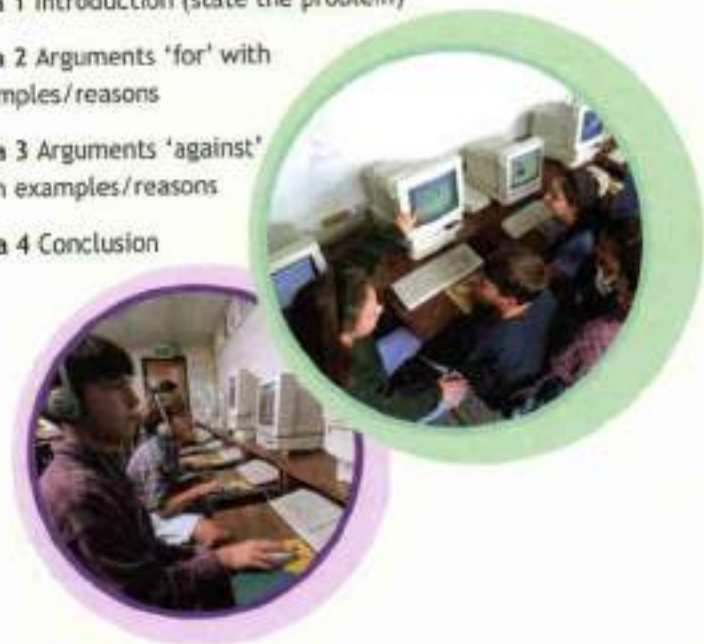 a 1 Introduction (state the problem)
a 2 Arguments 'for' with
mples/reasons
a 3 Arguments 'against'
n examples/reasons
a 4 Conclusion